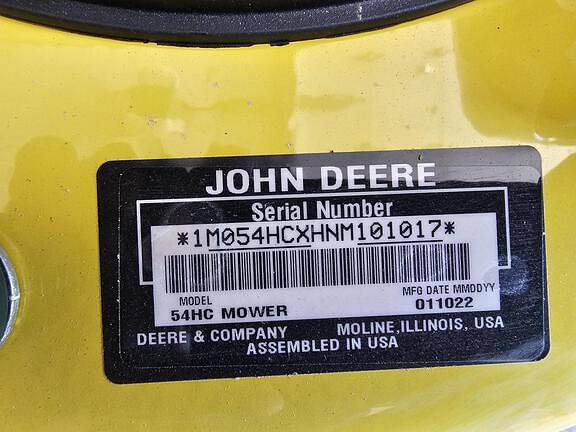 JOHN DEERE
Serial Number
*1M054HCXHNM101017*
MODEL
54HC MOWER
MFG DATE MMDDYY
011022
DEERE & COMPANY MOLINE,ILLINOIS, USA
ASSEMBLED IN USA